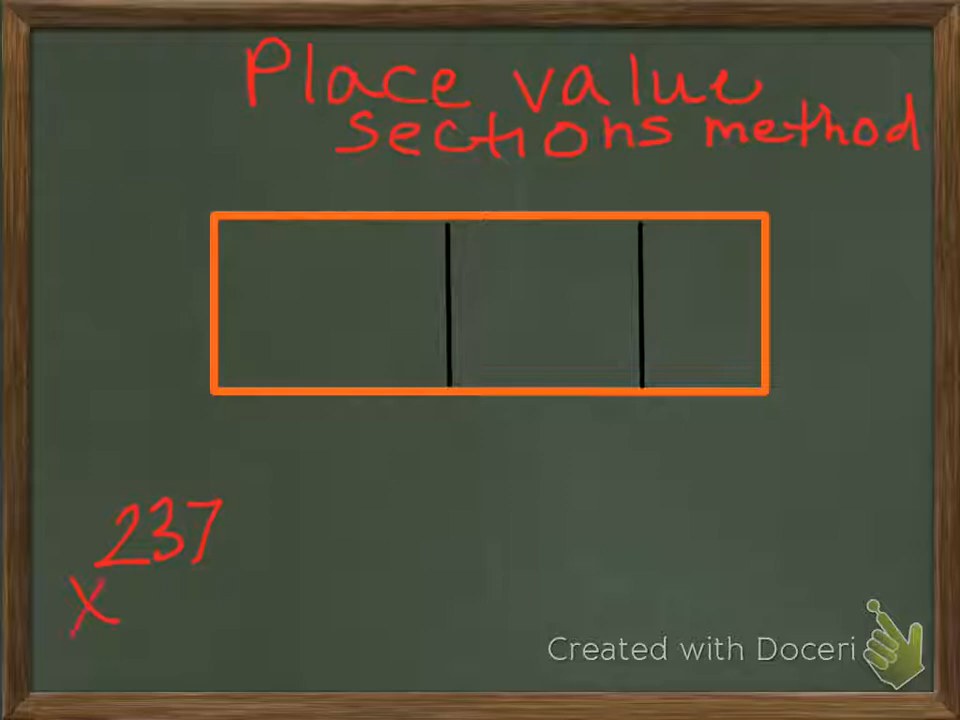 Place value
sections method
237
X
Created with Doceri